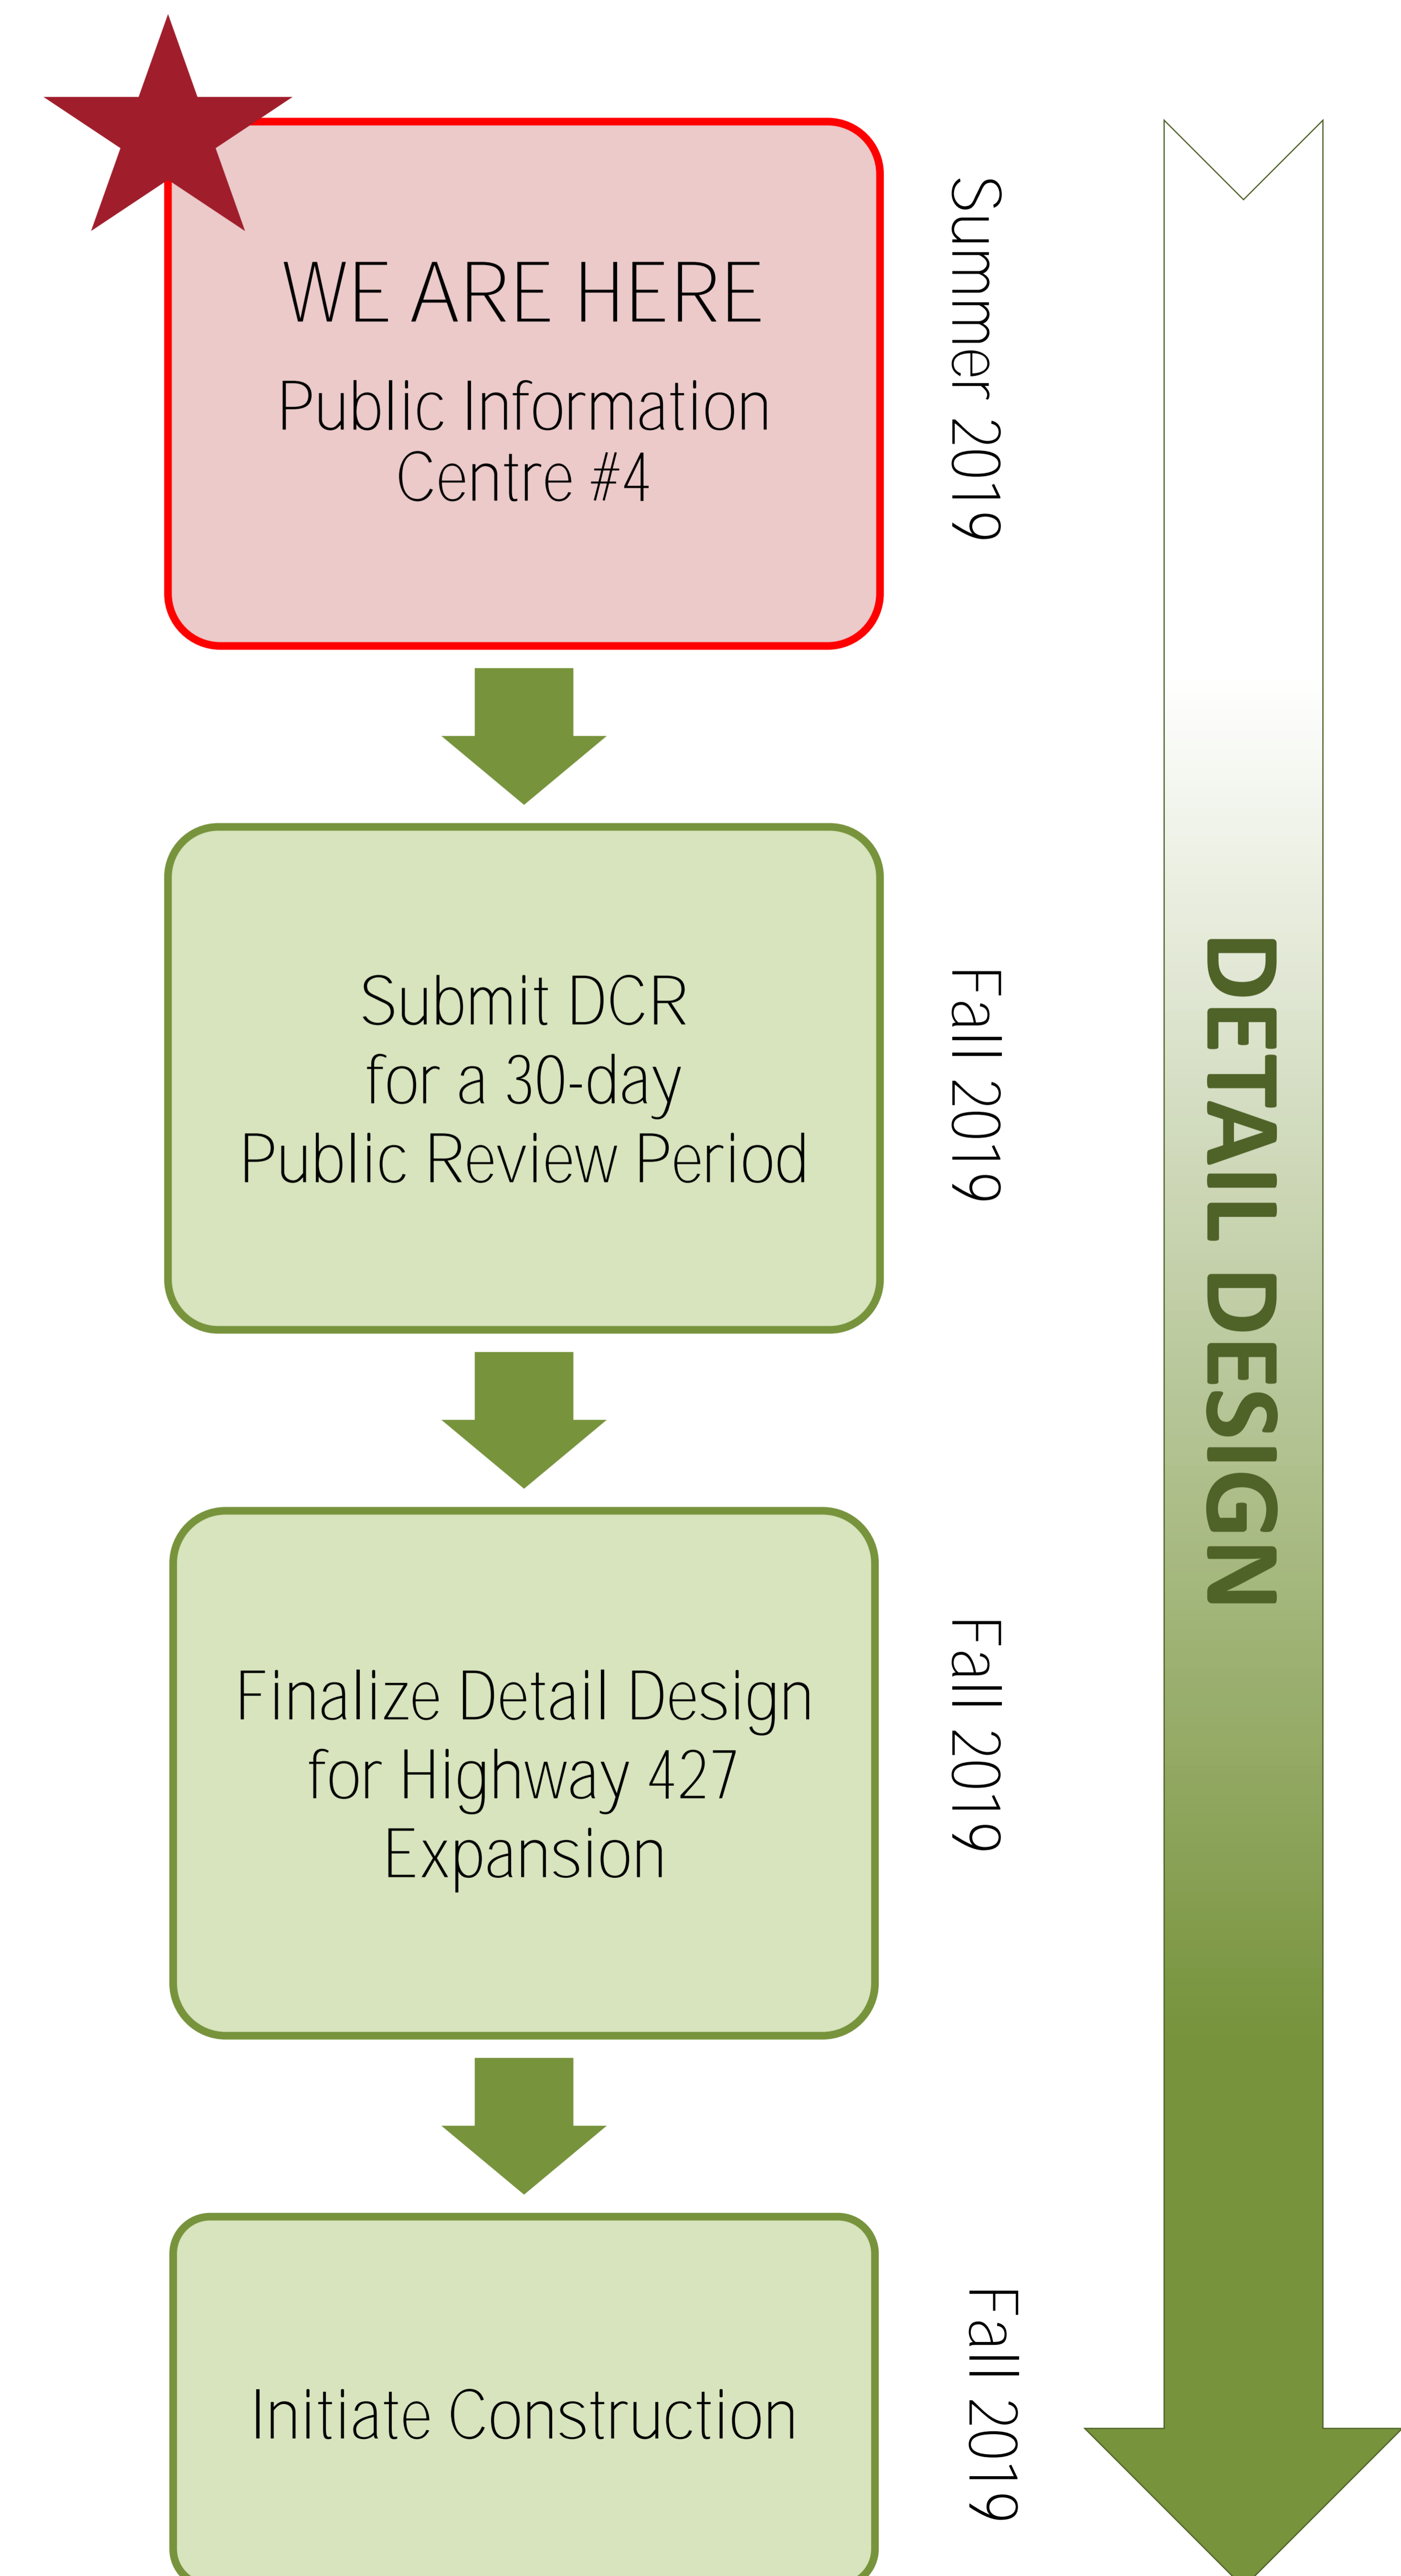 WE ARE HERE
Public Information
Centre #4
Summer 2019
Submit DCR
for a 30-day
Public Review Period
Fall 2019
Finalize Detail Design
for Highway 427
Expansion
Fall 2019
Initiate Construction
Fall 2019
DETAIL DESIGN